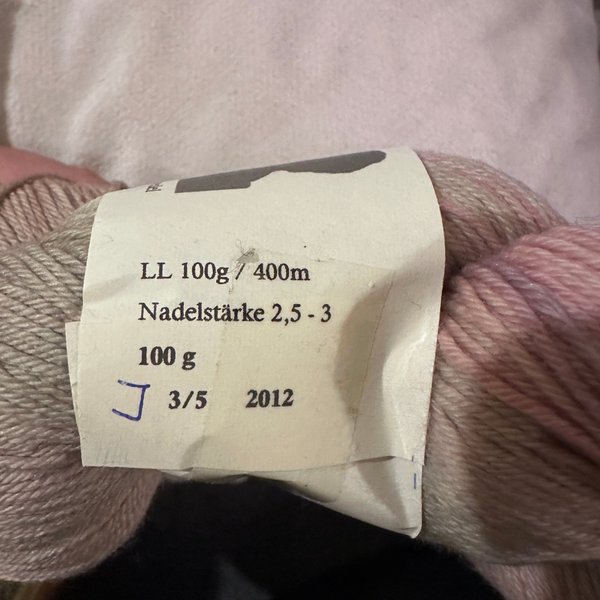 LL 100g / 400m
Nadelstärke 2,5 - 3
100 g
J 3/5 2012